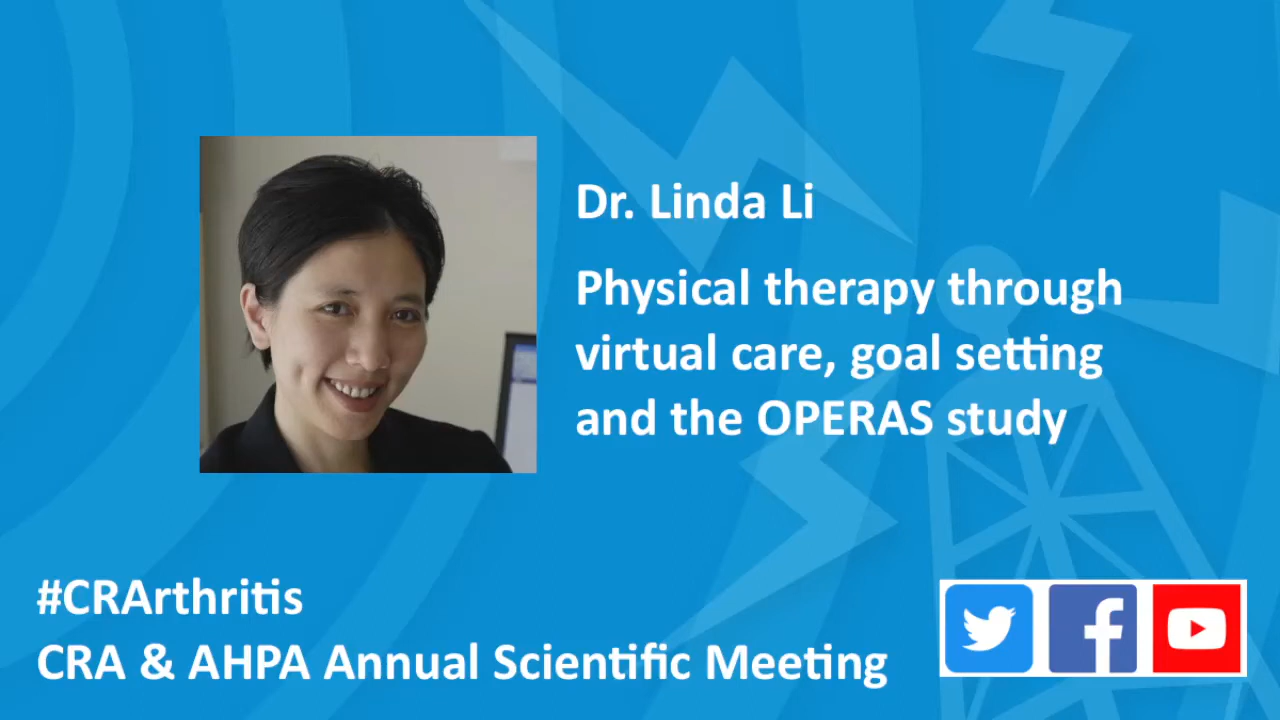 Dr. Linda Li
Physical therapy through
virtual care, goal setting
and the OPERAS study
#CRArthritis
CRA & AHPA Annual Scientific Meeting